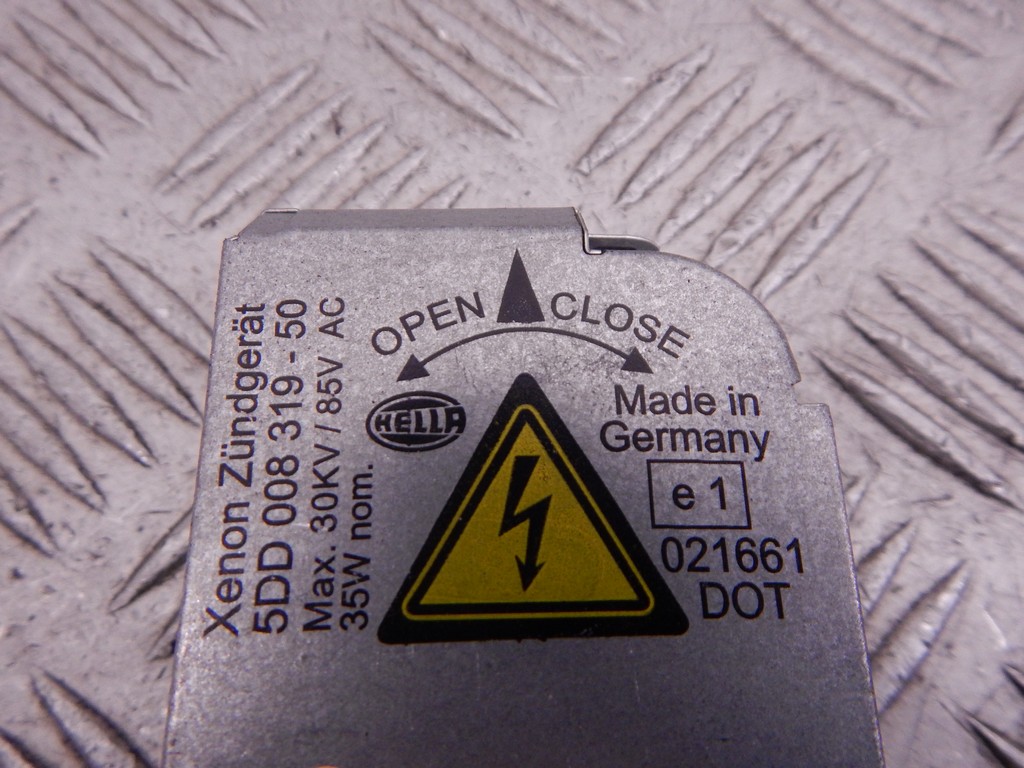 Xenon Zündgerät
5DD 008 319 - 50
Max. 30KV / 85V AC
35W nom.
OPEN CLOSE
HELLA
Made in
Germany
e 1
021661
DOT